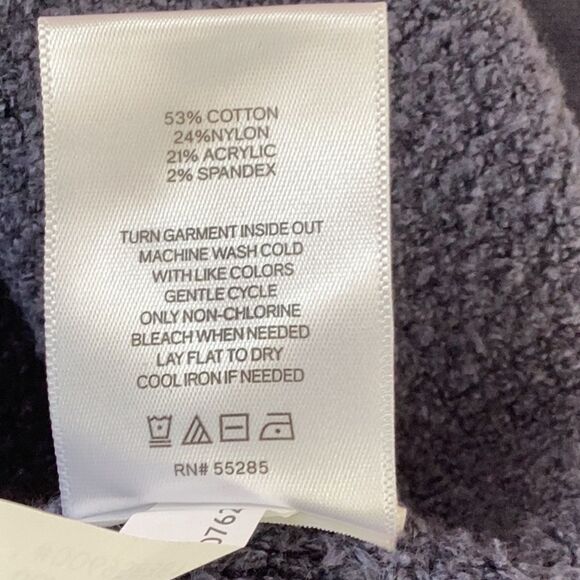 53% COTTON
24%NYLON
21% ACRYLIC
2% SPANDEX
TURN GARMENT INSIDE OUT
MACHINE WASH COLD
WITH LIKE COLORS
GENTLE CYCLE
ONLY NON-CHLORINE
BLEACH WHEN NEEDED
LAY FLAT TO DRY
COOL IRON IF NEEDED
RN# 55285
0762